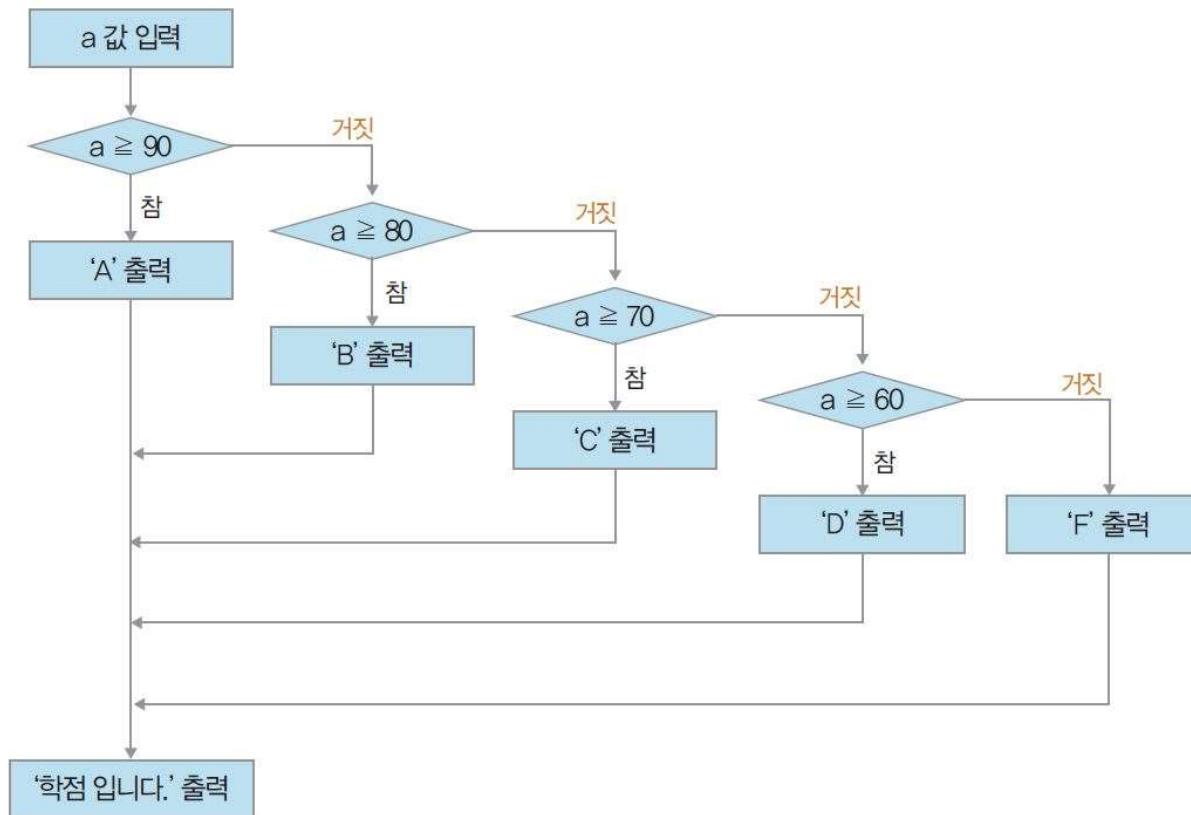 a 값 입력
a ≧ 90
거짓
참
‘A’ 출력
a ≧ 80
거짓
참
‘B’ 출력
a ≧ 70
거짓
참
‘C’ 출력
a ≧ 60
거짓
참
‘D’ 출력
‘F’ 출력
‘학점 입니다.’ 출력